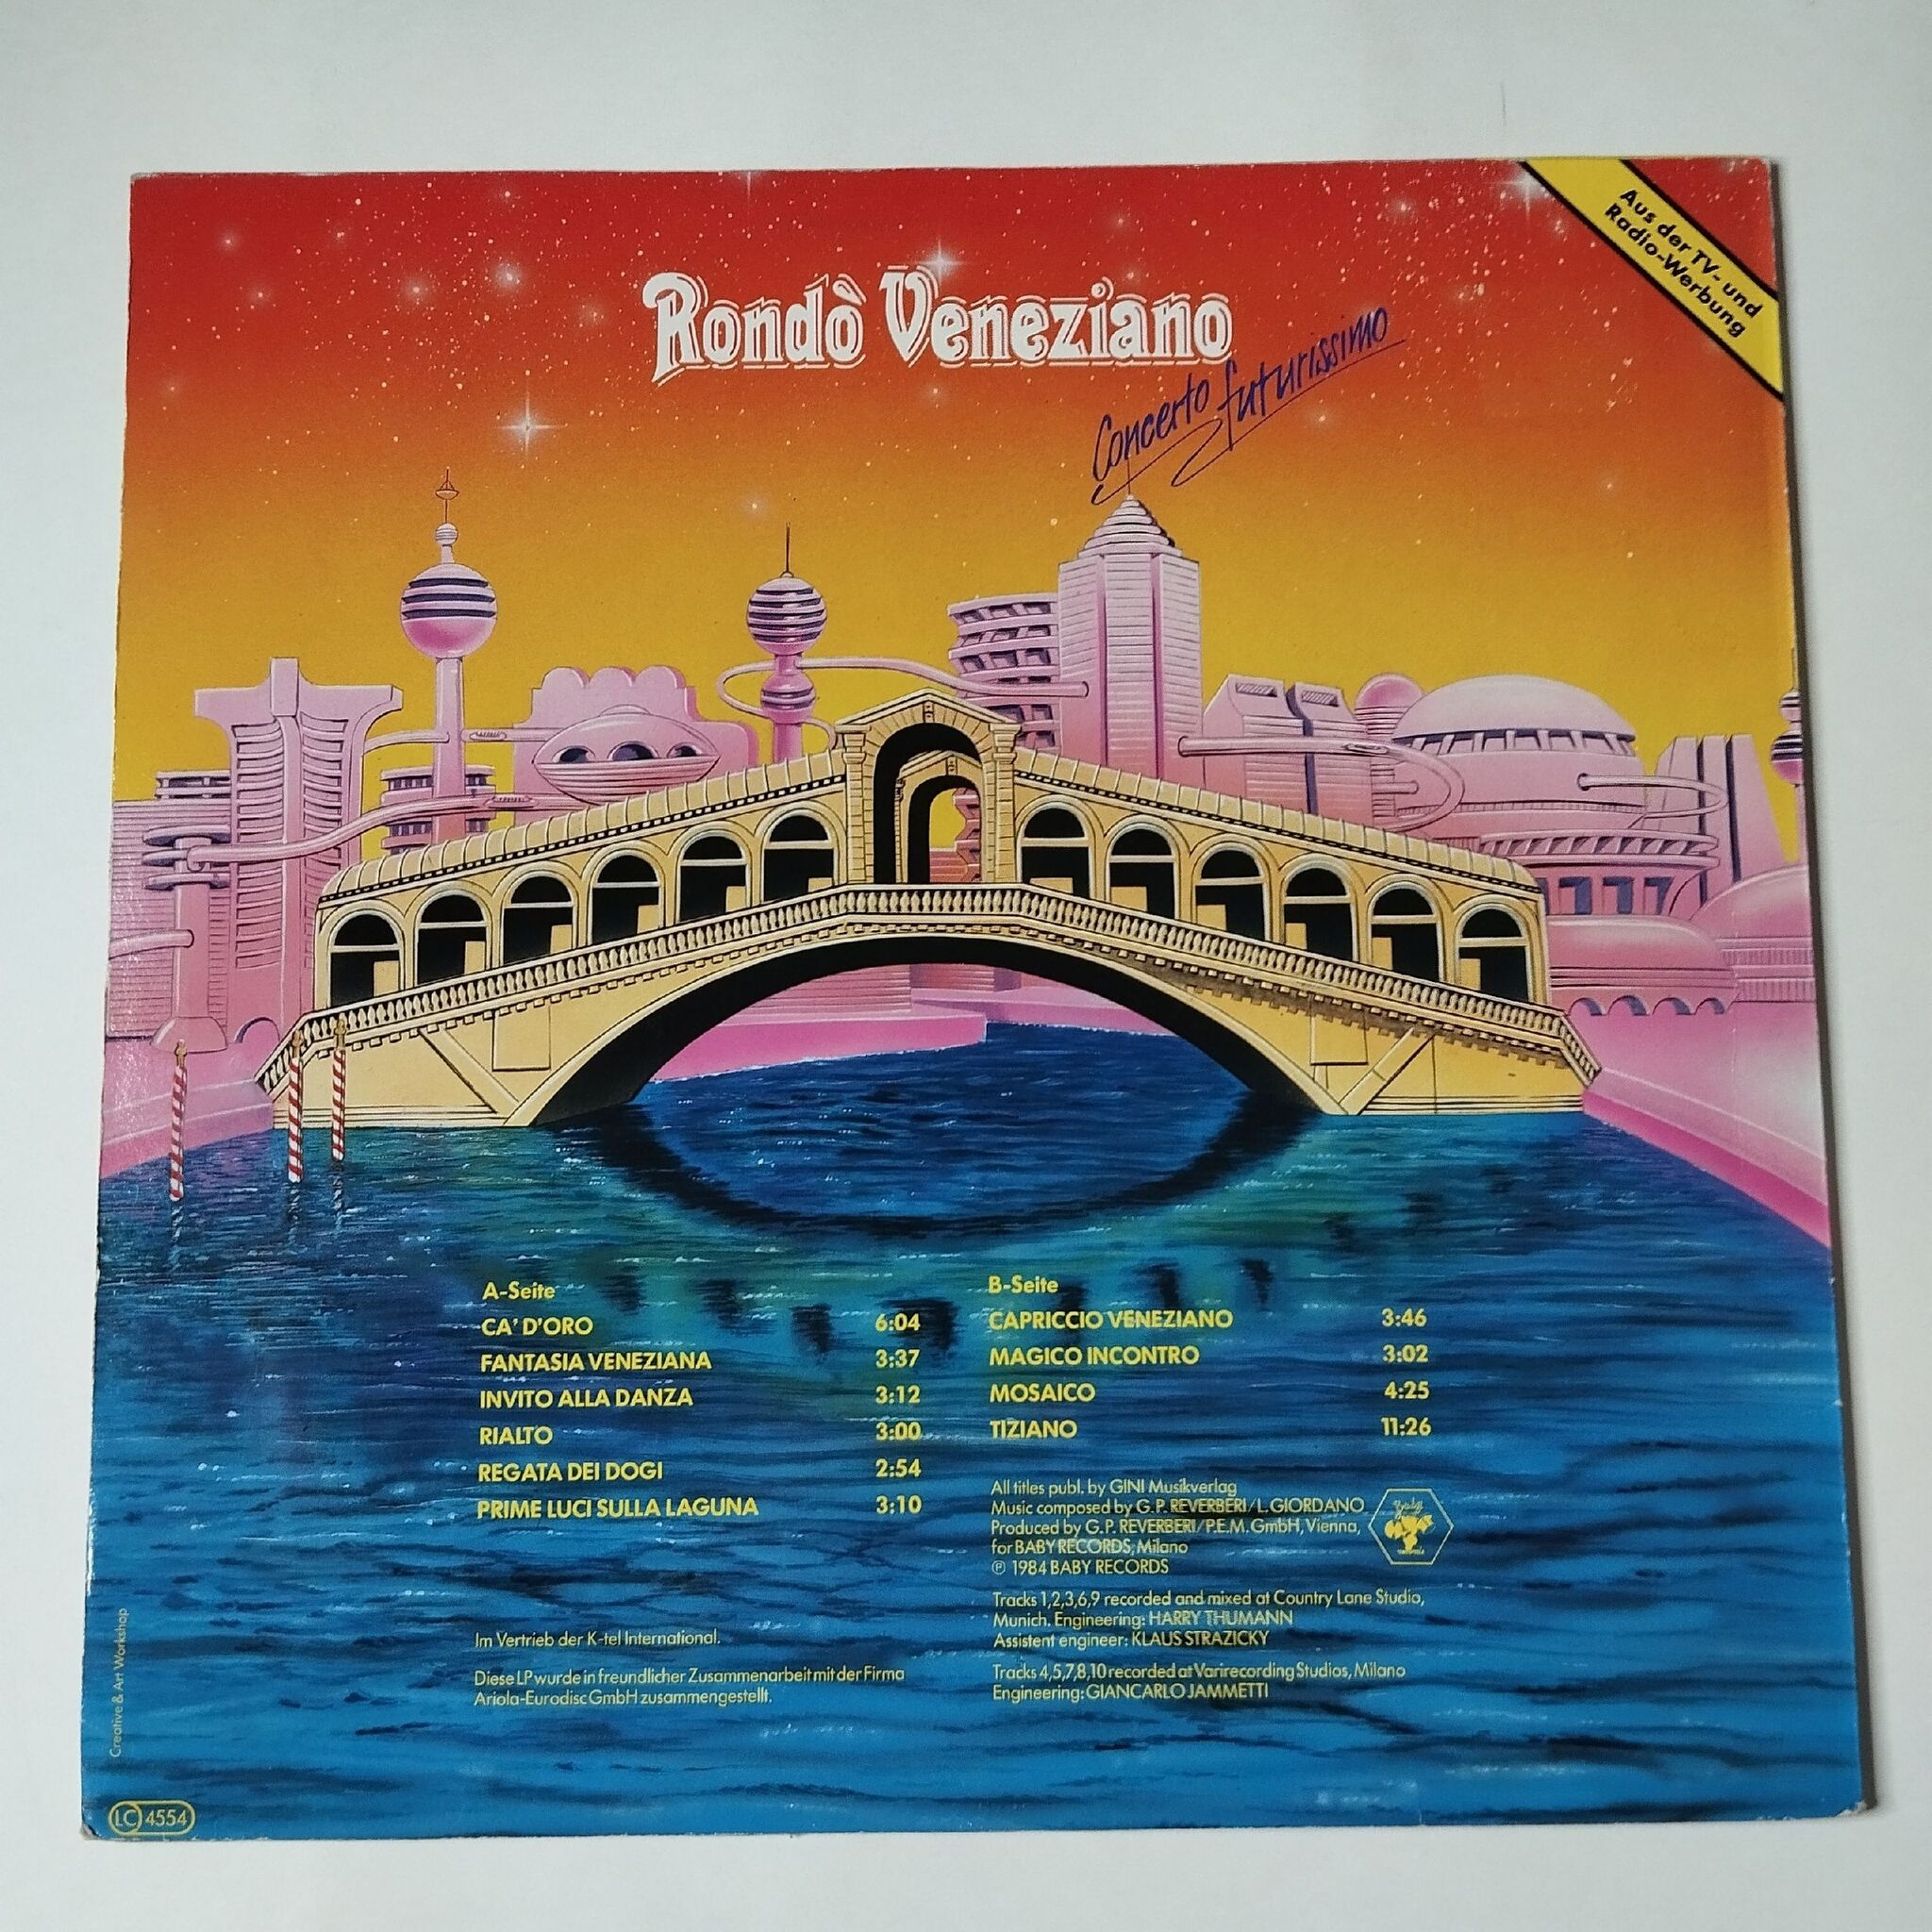 Aus der TV- und
Radio-Werbung
Rondò Veneziano
Concerto futurissimo
A-Seite
CA' D'ORO 6:04
FANTASIA VENEZIANA 3:37
INVITO ALLA DANZA 3:12
RIALTO 3:00
REGATA DEI DOGI 2:54
PRIME LUCI SULLA LAGUNA 3:10
B-Seite
CAPRICCIO VENEZIANO 3:46
MAGICO INCONTRO 3:02
MOSAICO 4:25
TIZIANO 11:26
All titles publ. by GINI Musikverlag
Music composed by G.P. REVERBERI/L.GIORDANO
Produced by G.P. REVERBERI/P.E.M. GmbH, Vienna,
for BABY RECORDS, Milano
℗ 1984 BABY RECORDS
Baby
Tracks 1,2,3,6,9 recorded and mixed at Country Lane Studio,
Munich. Engineering: HARRY THUMANN
Assistent engineer: KLAUS STRAZICKY
Tracks 4,5,7,8,10 recorded at Varirecording Studios, Milano
Engineering: GIANCARLO JAMMETTI
Im Vertrieb der K-tel International.
Diese LP wurde in freundlicher Zusammenarbeit mit der Firma
Ariola-Eurodisc GmbH zusammengestellt.
Creative & Art Workshop
LC 4554